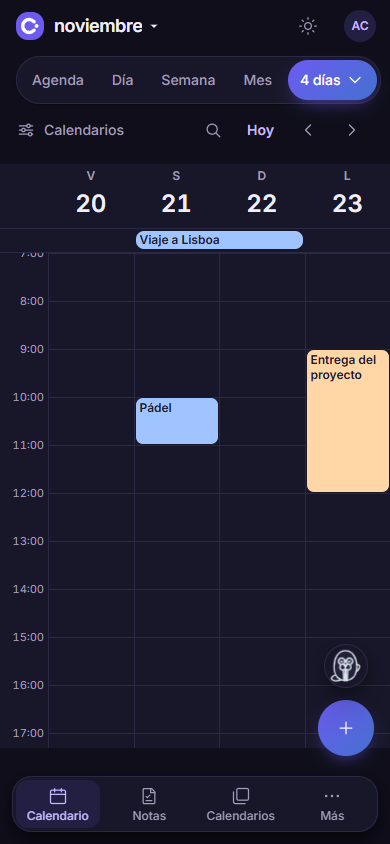 noviembre
AC
Agenda Día Semana Mes 4 días
Calendarios Hoy
V S D L
20 21 22 23
Viaje a Lisboa
7:00
8:00
9:00
Entrega del
proyecto
10:00
Pádel
11:00
12:00
13:00
14:00
15:00
16:00
17:00
Calendario Notas Calendarios Más